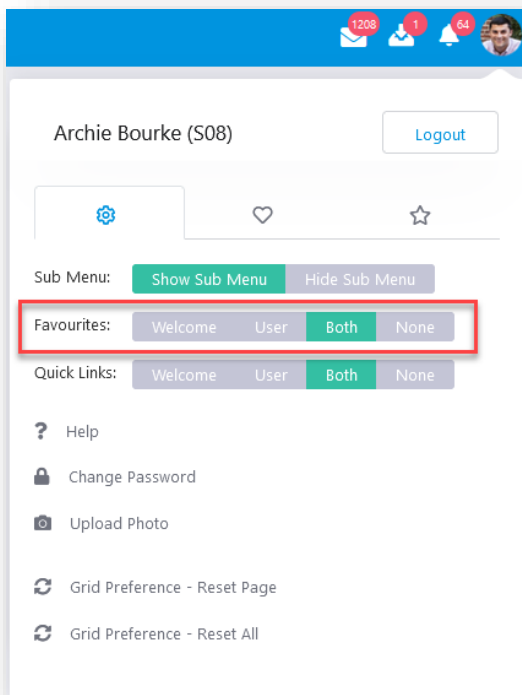 1208 1 64
Archie Bourke (S08) Logout
Sub Menu: Show Sub Menu Hide Sub Menu
Favourites: Welcome User Both None
Quick Links: Welcome User Both None
? Help
Change Password
Upload Photo
Grid Preference - Reset Page
Grid Preference - Reset All